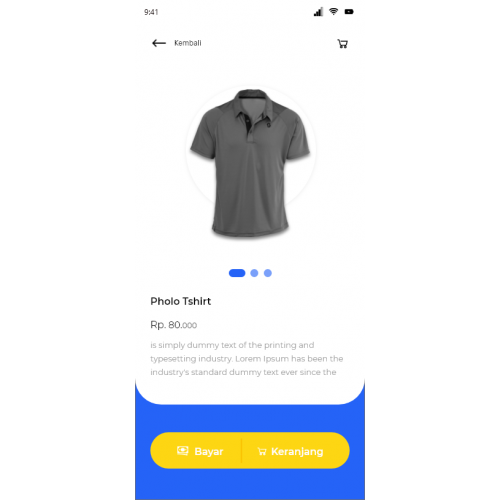 9:41
Kembali
Pholo Tshirt
Rp. 80.000
is simply dummy text of the printing and
typesetting industry. Lorem Ipsum has been the
industry's standard dummy text ever since the
Bayar Keranjang